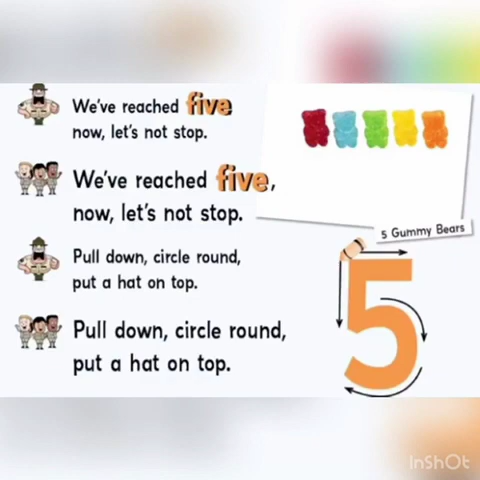 We've reached five
now, let's not stop.
We've reached five,
now, let's not stop.
Pull down, circle round,
put a hat on top.
Pull down, circle round,
put a hat on top.
5 Gummy Bears
5
InShOt